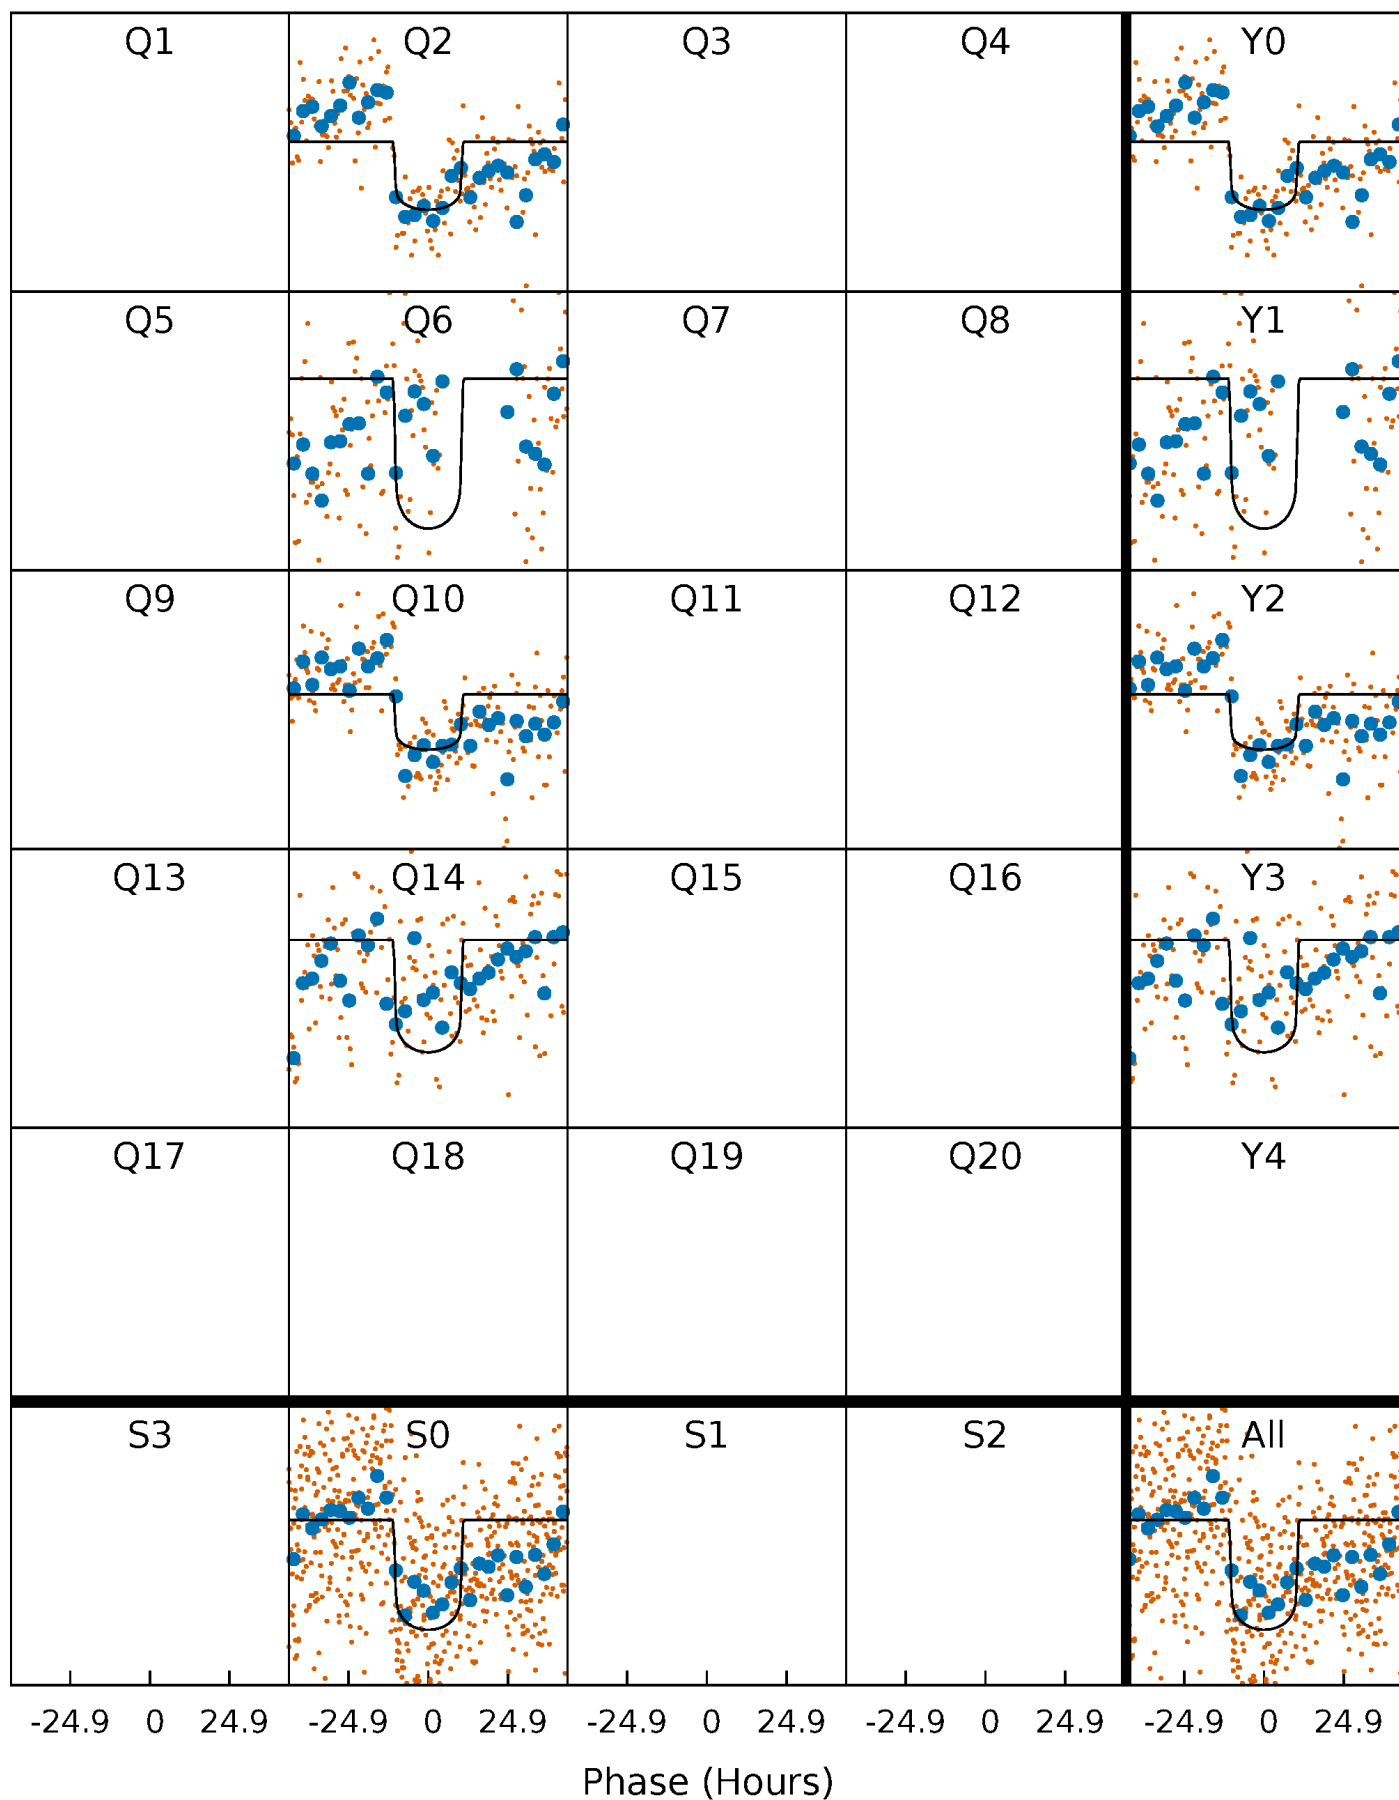 Q1 Q2 Q3 Q4 Y0
Q5 Q6 Q7 Q8 Y1
Q9 Q10 Q11 Q12 Y2
Q13 Q14 Q15 Q16 Y3
Q17 Q18 Q19 Q20 Y4
S3 S0 S1 S2 All
-24.9 0 24.9 -24.9 0 24.9 -24.9 0 24.9 -24.9 0 24.9 -24.9 0 24.9
Phase (Hours)